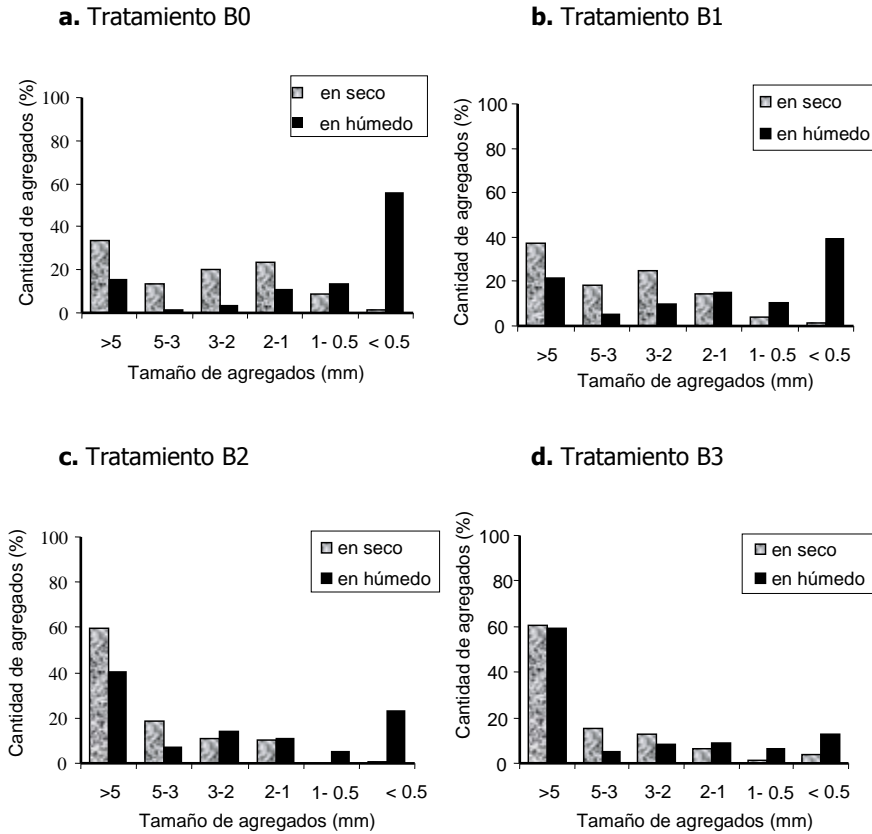 a. Tratamiento B0
Cantidad de agregados (%)
100
80
60
40
20
0
en seco
en húmedo
>5 5-3 3-2 2-1 1- 0.5 < 0.5
Tamaño de agregados (mm)
b. Tratamiento B1
Cantidad de agregados (%)
100
80
60
40
20
0
en seco
en húmedo
>5 5-3 3-2 2-1 1- 0.5 < 0.5
Tamaño de agregados (mm)
c. Tratamiento B2
Cantidad de agregados (%)
100
80
60
40
20
0
en seco
en húmedo
>5 5-3 3-2 2-1 1- 0.5 < 0.5
Tamaño de agregados (mm)
d. Tratamiento B3
Cantidad de agregados (%)
100
80
60
40
20
0
en seco
en húmedo
>5 5-3 3-2 2-1 1- 0.5 < 0.5
Tamaño de agregados (mm)